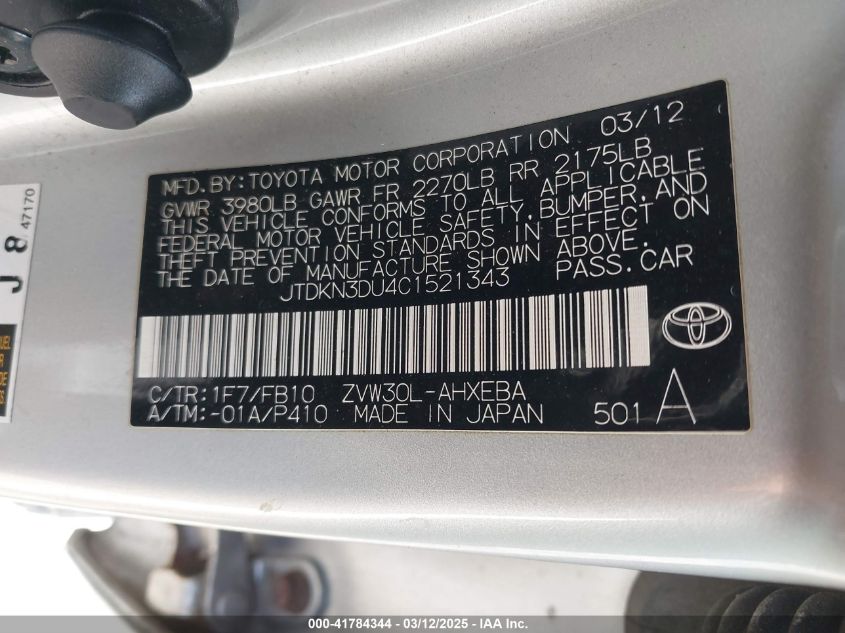 MFD. BY: TOYOTA MOTOR CORPORATION 03/12
GVWR 3980LB GAWR FR 2270LB RR 2175LB
THIS VEHICLE CONFORMS TO ALL APPLICABLE
FEDERAL MOTOR VEHICLE SAFETY, BUMPER, AND
THEFT PREVENTION STANDARDS IN EFFECT ON
THE DATE OF MANUFACTURE SHOWN ABOVE.
JTDKN3DU4C1521343 PASS. CAR
C/TR: 1F7/FB10 ZVW30L-AHXEBA
A/TM: -01A/P410 MADE IN JAPAN 501 A
J 8 47170
000-41784344 - 03/12/2025 - IAA Inc.